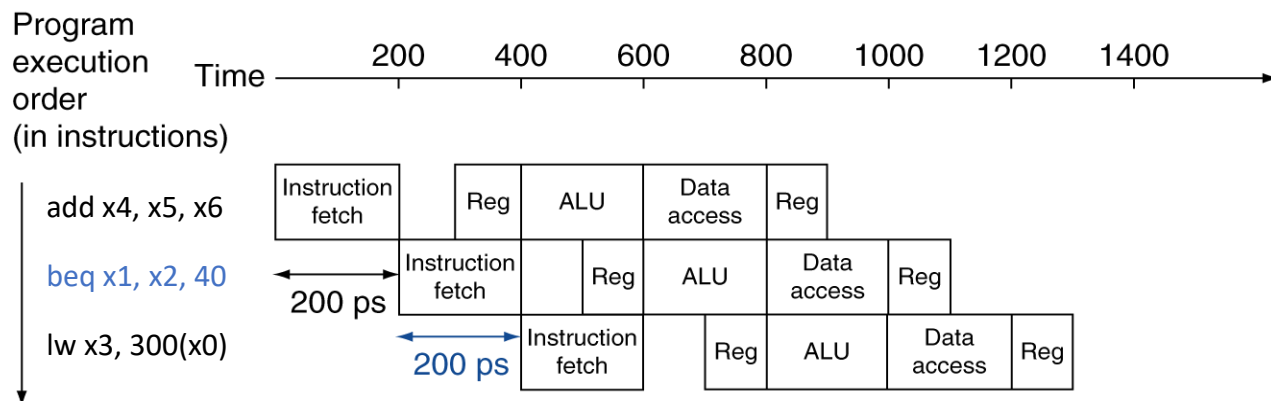 Program
execution
order
(in instructions)
Time
200 400 600 800 1000 1200 1400
add x4, x5, x6
Instruction
fetch
Reg
ALU
Data
access
Reg
beq x1, x2, 40
200 ps
Instruction
fetch
Reg
ALU
Data
access
Reg
lw x3, 300(x0)
200 ps
Instruction
fetch
Reg
ALU
Data
access
Reg